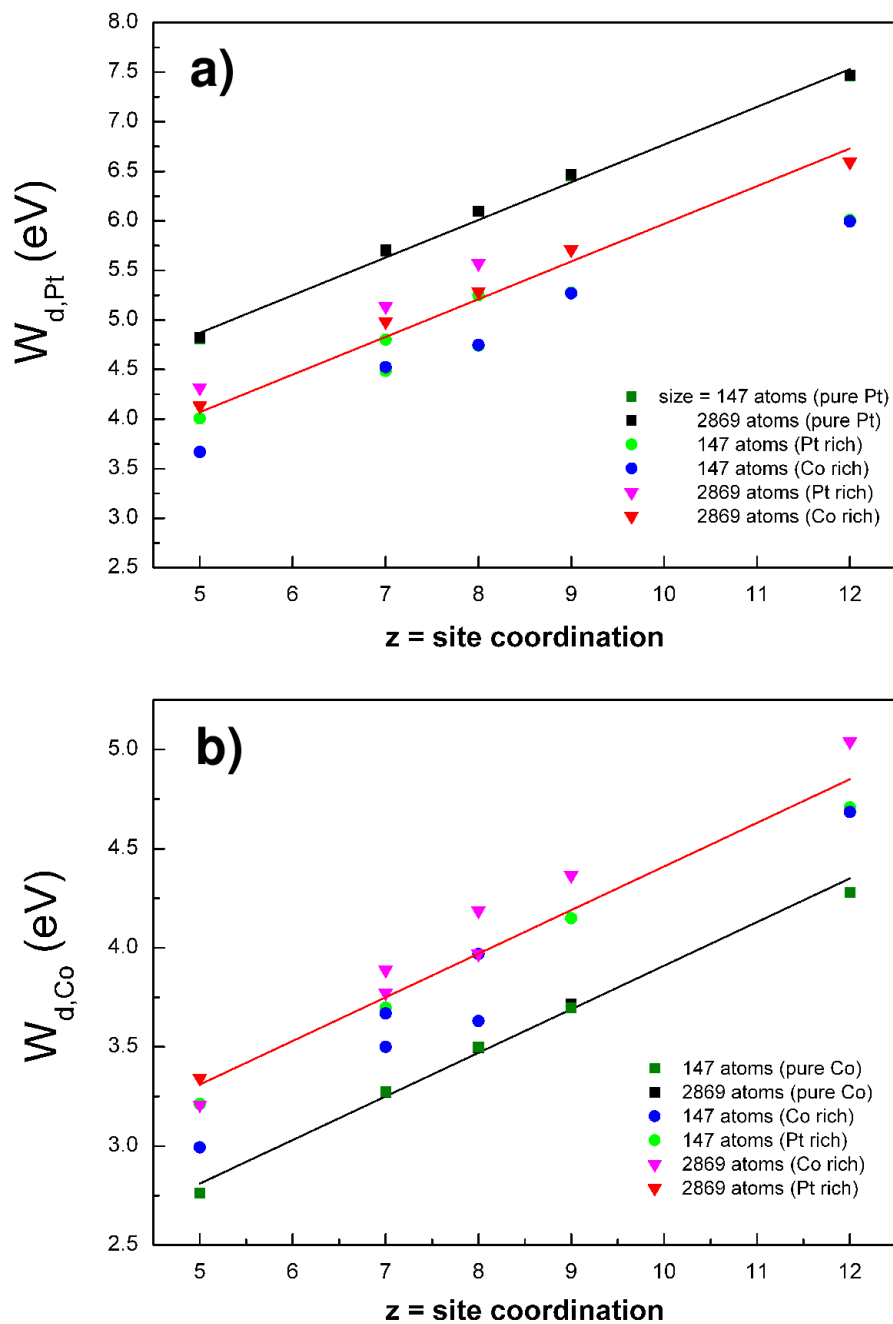 a)
8.0
7.5
7.0
6.5
6.0
5.5
5.0
4.5
4.0
3.5
3.0
2.5
W_d,Pt (eV)
size = 147 atoms (pure Pt)
2869 atoms (pure Pt)
147 atoms (Pt rich)
147 atoms (Co rich)
2869 atoms (Pt rich)
2869 atoms (Co rich)
5 6 7 8 9 10 11 12
z = site coordination
b)
5.0
4.5
4.0
3.5
3.0
2.5
W_d,Co (eV)
147 atoms (pure Co)
2869 atoms (pure Co)
147 atoms (Co rich)
147 atoms (Pt rich)
2869 atoms (Co rich)
2869 atoms (Pt rich)
5 6 7 8 9 10 11 12
z = site coordination